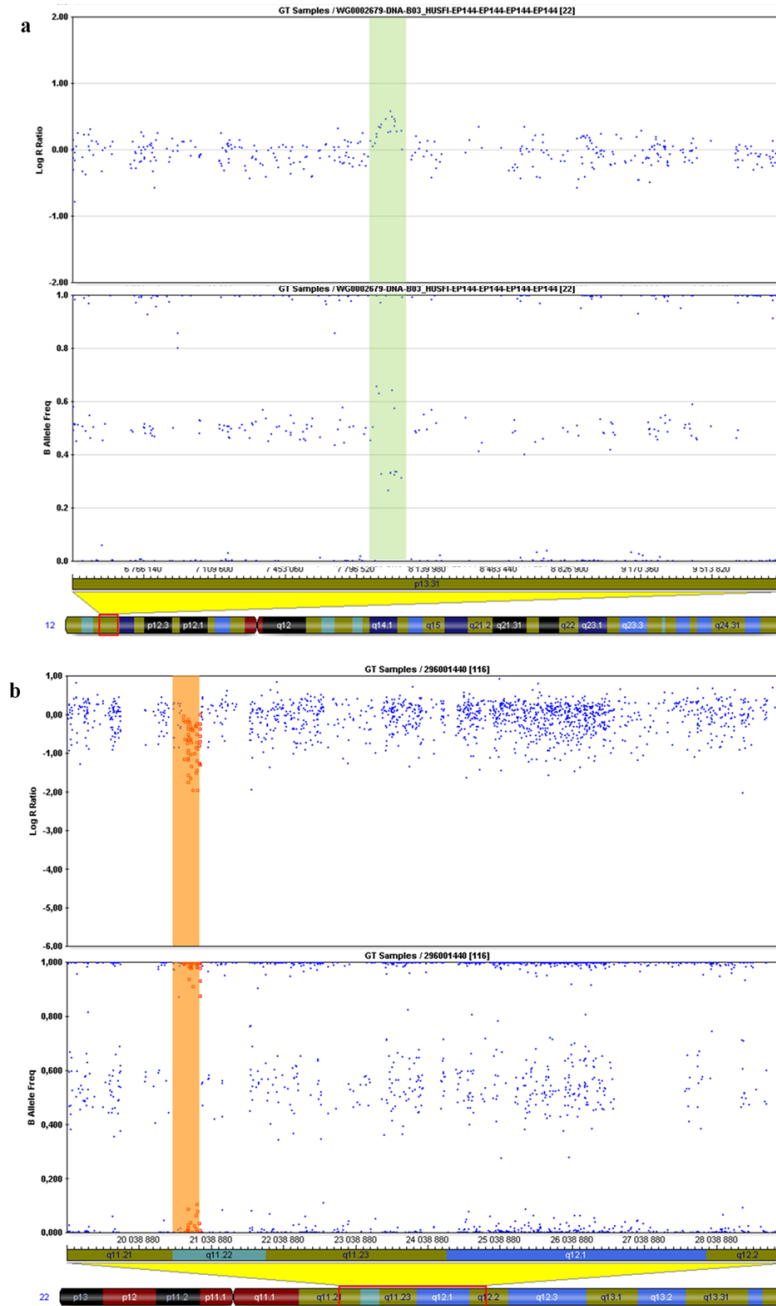 a
GT Samples / WG0002679-DNA-B03_HUSFI-EP144-EP144-EP144-EP144 [22]
2.00
1.00
0.00
-1.00
-2.00
Log R Ratio
GT Samples / WG0002679-DNA-B03_HUSFI-EP144-EP144-EP144-EP144 [22]
1.0
0.8
0.6
0.4
0.2
0.0
B Allele Freq
6 766 140 7 109 600 7 453 060 7 796 520 8 139 980 8 483 440 8 826 900 9 170 360 9 513 820
p13.31
12 p12.3 p12.1 q12 q14.1 q15 q21.2 q21.31 q22 q23.1 q23.3 q24.31
b
GT Samples / 296001440 [116]
1,00
0,00
-1,00
-2,00
-3,00
-4,00
-5,00
-6,00
Log R Ratio
GT Samples / 296001440 [116]
1,000
0,800
0,600
0,400
0,200
0,000
B Allele Freq
20 038 880 21 038 880 22 038 880 23 038 880 24 038 880 25 038 880 26 038 880 27 038 880 28 038 880
q11.21 q11.22 q11.23 q12.1 q12.2
22 p13 p12 p11.2 p11.1 q11.1 q11.21 q11.23 q12.1 q12.2 q12.3 q13.1 q13.2 q13.31